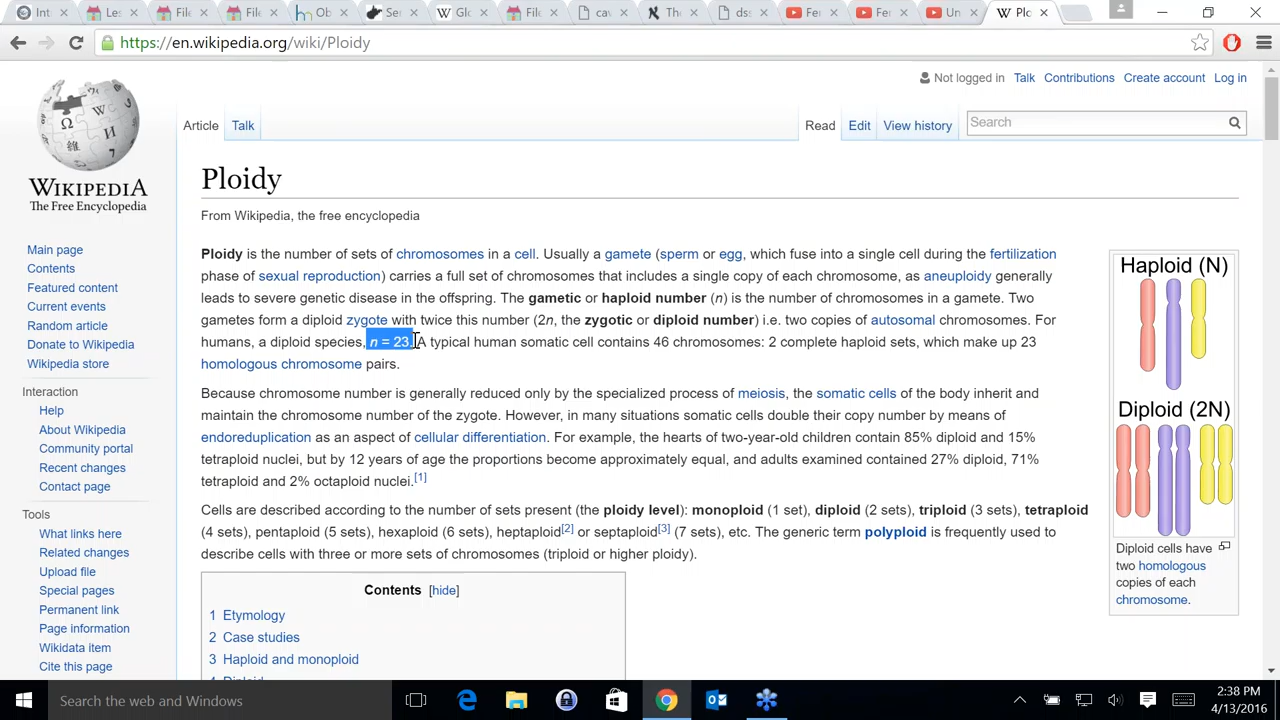 Int
Les
File
File
Ob
Ser
Glo
File
cav
The
dss
Fer
Fer
Un
Plo
https://en.wikipedia.org/wiki/Ploidy
WIKIPEDIA
The Free Encyclopedia
Main page
Contents
Featured content
Current events
Random article
Donate to Wikipedia
Wikipedia store
Interaction
Help
About Wikipedia
Community portal
Recent changes
Contact page
Tools
What links here
Related changes
Upload file
Special pages
Permanent link
Page information
Wikidata item
Cite this page
Not logged in Talk Contributions Create account Log in
Article Talk Read Edit View history Search
Ploidy
From Wikipedia, the free encyclopedia
Ploidy is the number of sets of chromosomes in a cell. Usually a gamete (sperm or egg, which fuse into a single cell during the fertilization
phase of sexual reproduction) carries a full set of chromosomes that includes a single copy of each chromosome, as aneuploidy generally
leads to severe genetic disease in the offspring. The gametic or haploid number (n) is the number of chromosomes in a gamete. Two
gametes form a diploid zygote with twice this number (2n, the zygotic or diploid number) i.e. two copies of autosomal chromosomes. For
humans, a diploid species, n = 23. A typical human somatic cell contains 46 chromosomes: 2 complete haploid sets, which make up 23
homologous chromosome pairs.
Because chromosome number is generally reduced only by the specialized process of meiosis, the somatic cells of the body inherit and
maintain the chromosome number of the zygote. However, in many situations somatic cells double their copy number by means of
endoreduplication as an aspect of cellular differentiation. For example, the hearts of two-year-old children contain 85% diploid and 15%
tetraploid nuclei, but by 12 years of age the proportions become approximately equal, and adults examined contained 27% diploid, 71%
tetraploid and 2% octaploid nuclei.[1]
Cells are described according to the number of sets present (the ploidy level): monoploid (1 set), diploid (2 sets), triploid (3 sets), tetraploid
(4 sets), pentaploid (5 sets), hexaploid (6 sets), heptaploid[2] or septaploid[3] (7 sets), etc. The generic term polyploid is frequently used to
describe cells with three or more sets of chromosomes (triploid or higher ploidy).
Contents [hide]
1 Etymology
2 Case studies
3 Haploid and monoploid
4 Diploid
Haploid (N)
Diploid (2N)
Diploid cells have
two homologous
copies of each
chromosome.
Search the web and Windows
2:38 PM
4/13/2016